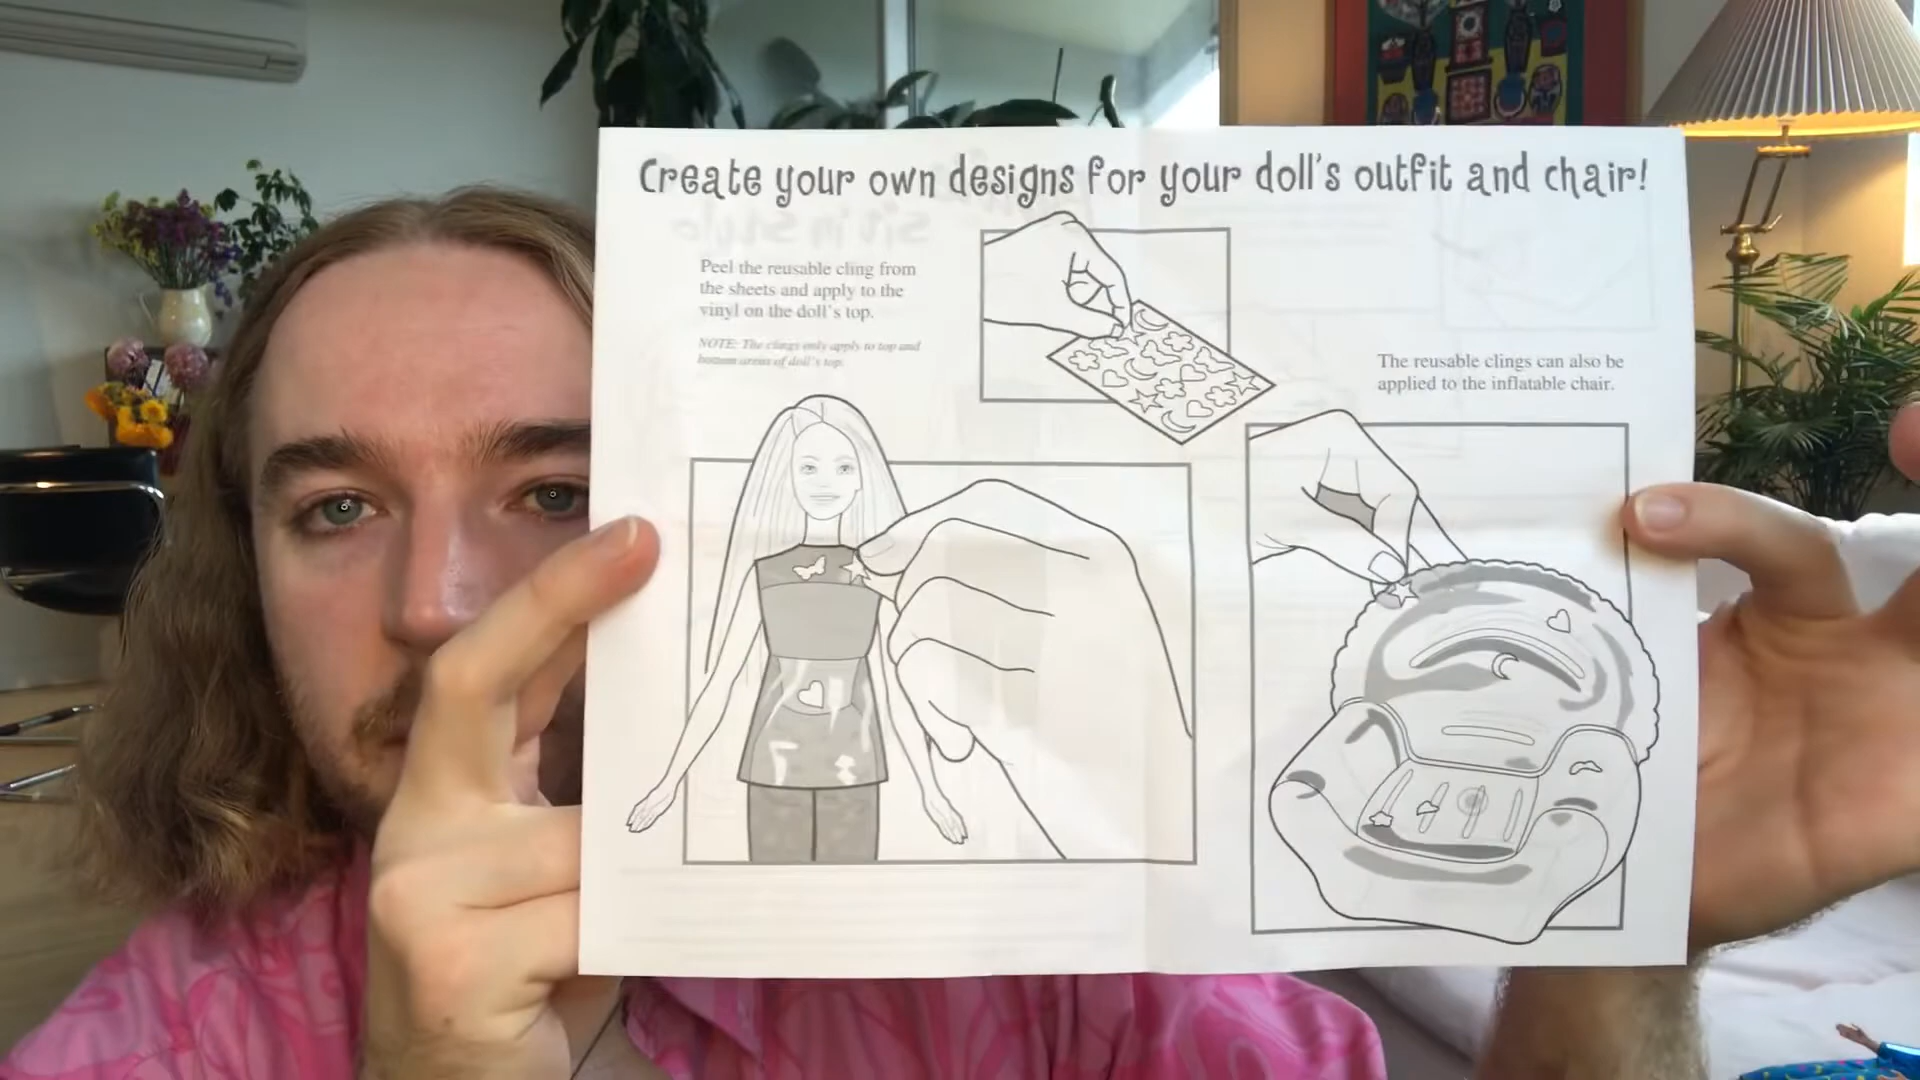 Create your own designs for your doll's outfit and chair!
Peel the reusable cling from
the sheets and apply to the
vinyl on the doll's top.
NOTE: The clings only apply to top and
bottom areas of doll's top.
The reusable clings can also be
applied to the inflatable chair.